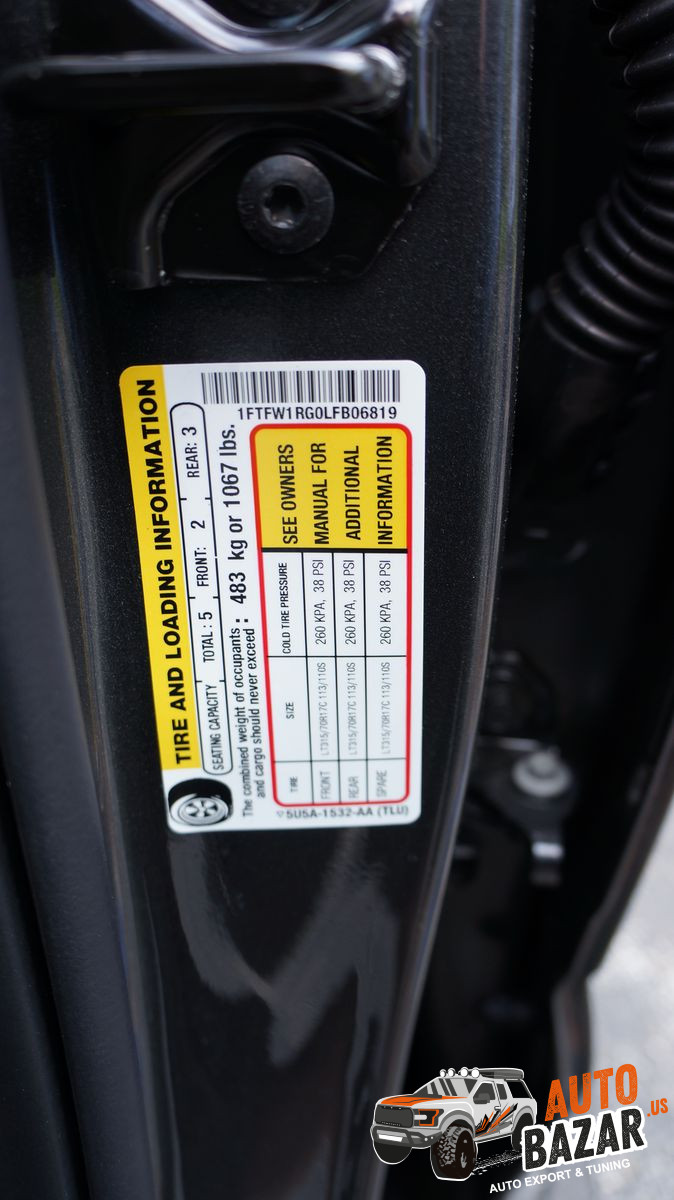 1FTFW1RG0LFB06819
TIRE AND LOADING INFORMATION
SEATING CAPACITY TOTAL : 5 FRONT: 2 REAR: 3
The combined weight of occupants
and cargo should never exceed : 483 kg or 1067 lbs.
TIRE SIZE COLD TIRE PRESSURE
FRONT LT315/70R17C 113/110S 260 KPA, 38 PSI
REAR LT315/70R17C 113/110S 260 KPA, 38 PSI
SPARE LT315/70R17C 113/110S 260 KPA, 38 PSI
SEE OWNERS
MANUAL FOR
ADDITIONAL
INFORMATION
5U5A-1532-AA (TLU)
AUTO
BAZAR.US
AUTO EXPORT & TUNING